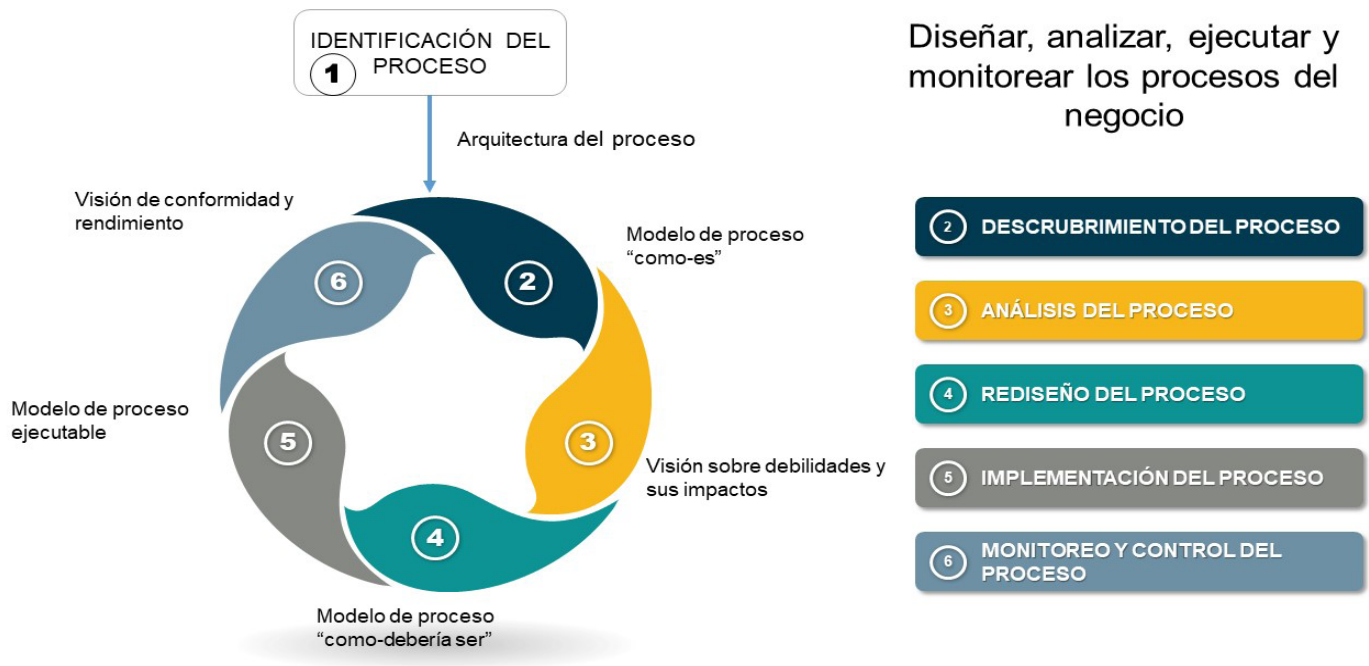 IDENTIFICACIÓN DEL
1 PROCESO
Arquitectura del proceso
Visión de conformidad y
rendimiento
Modelo de proceso
“como-es”
6
2
Modelo de proceso
ejecutable
5
3
Visión sobre debilidades y
sus impactos
4
Modelo de proceso
“como-debería ser”
Diseñar, analizar, ejecutar y
monitorear los procesos del
negocio
2 DESCRUBRIMIENTO DEL PROCESO
3 ANÁLISIS DEL PROCESO
4 REDISEÑO DEL PROCESO
5 IMPLEMENTACIÓN DEL PROCESO
6 MONITOREO Y CONTROL DEL
PROCESO